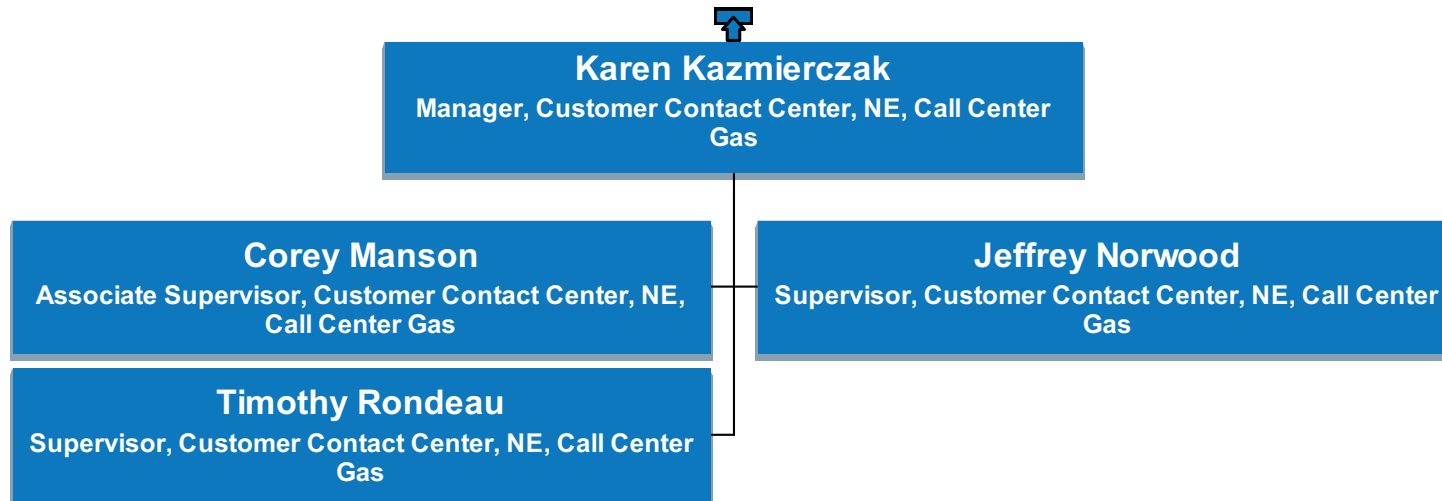 Karen Kazmierczak
Manager, Customer Contact Center, NE, Call Center
Gas
Corey Manson
Associate Supervisor, Customer Contact Center, NE,
Call Center Gas
Jeffrey Norwood
Supervisor, Customer Contact Center, NE, Call Center
Gas
Timothy Rondeau
Supervisor, Customer Contact Center, NE, Call Center
Gas